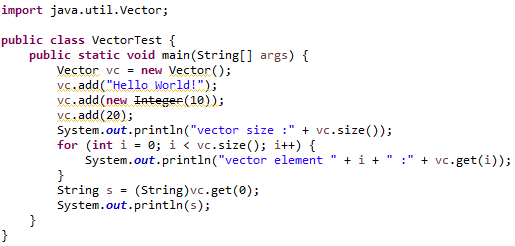 import java.util.Vector;

public class VectorTest {
    public static void main(String[] args) {
        Vector vc = new Vector();
        vc.add("Hello World!");
        vc.add(new Integer(10));
        vc.add(20);
        System.out.println("vector size :" + vc.size());
        for (int i = 0; i < vc.size(); i++) {
            System.out.println("vector element " + i + " :" + vc.get(i));
        }
        String s = (String)vc.get(0);
        System.out.println(s);
    }
}